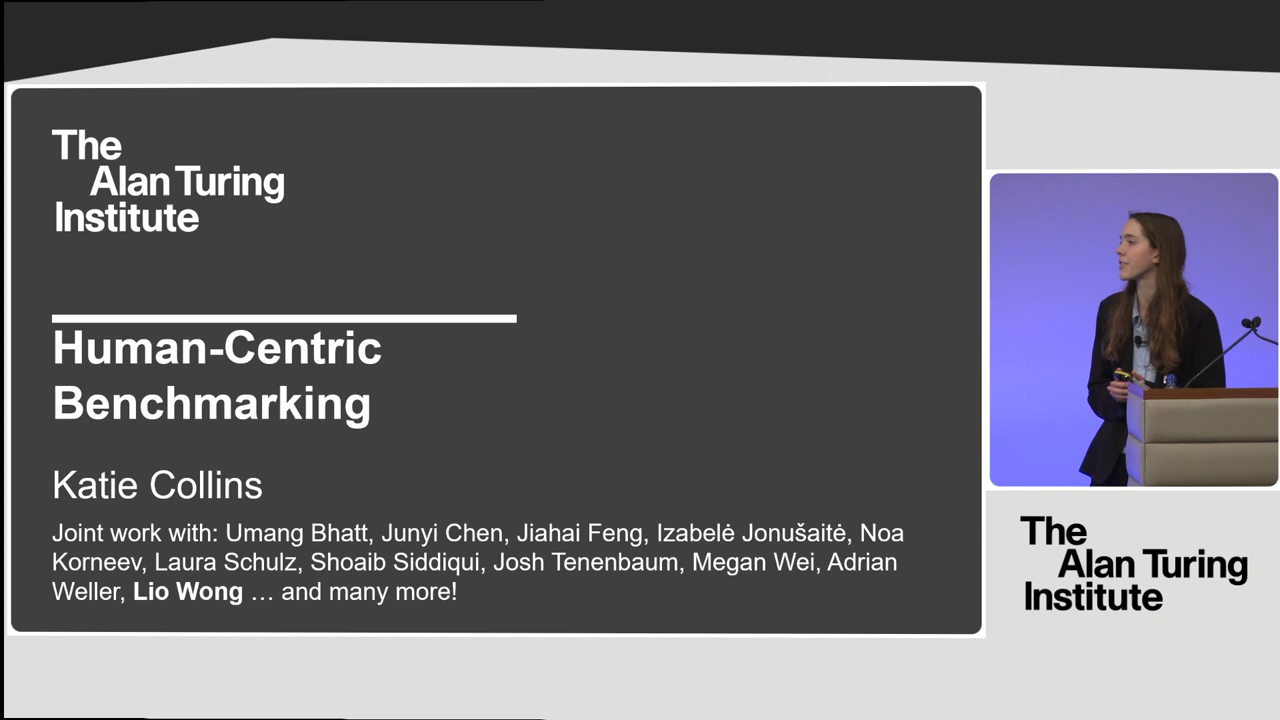 The
Alan Turing
Institute
Human-Centric
Benchmarking
Katie Collins
Joint work with: Umang Bhatt, Junyi Chen, Jiahai Feng, Izabelė Jonušaitė, Noa
Korneev, Laura Schulz, Shoaib Siddiqui, Josh Tenenbaum, Megan Wei, Adrian
Weller, Lio Wong … and many more!
The
Alan Turing
Institute